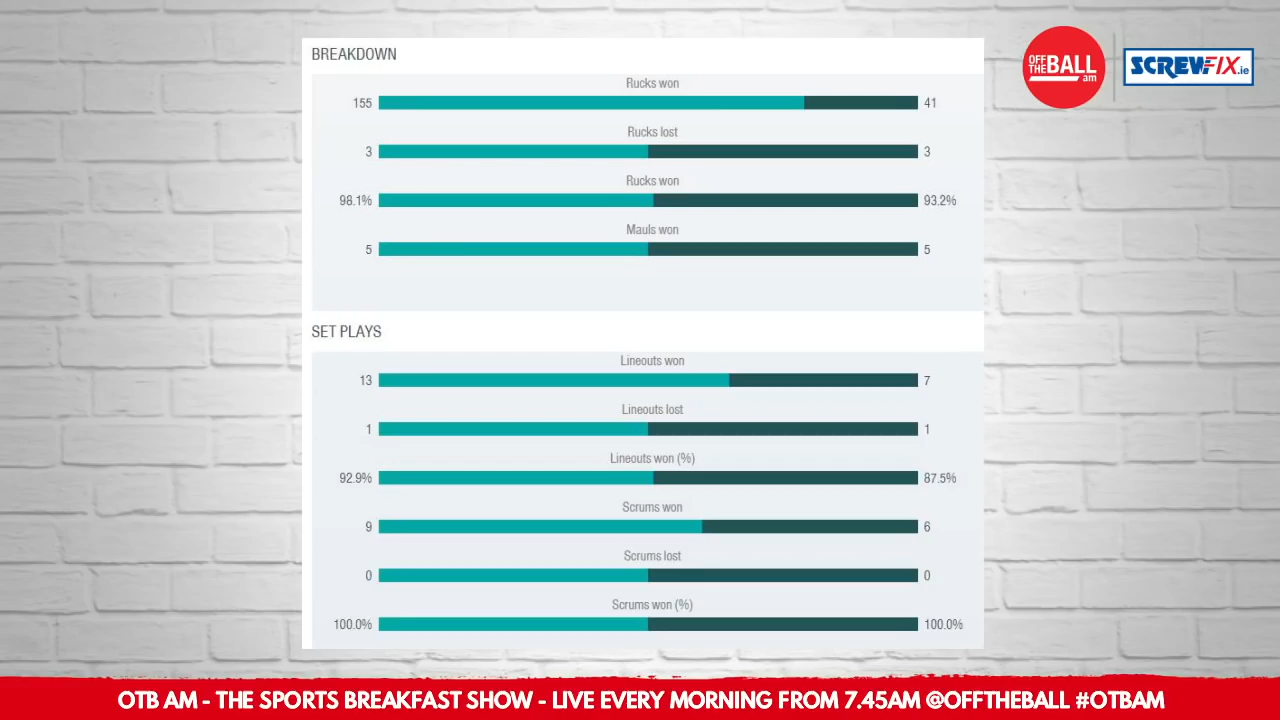 BREAKDOWN
Rucks won
155 41
Rucks lost
3 3
Rucks won
98.1% 93.2%
Mauls won
5 5
SET PLAYS
Lineouts won
13 7
Lineouts lost
1 1
Lineouts won (%)
92.9% 87.5%
Scrums won
9 6
Scrums lost
0 0
Scrums won (%)
100.0% 100.0%
OFF THE BALL am
SCREWFIX.ie
OTB AM - THE SPORTS BREAKFAST SHOW - LIVE EVERY MORNING FROM 7.45AM @OFFTHEBALL #OTBAM